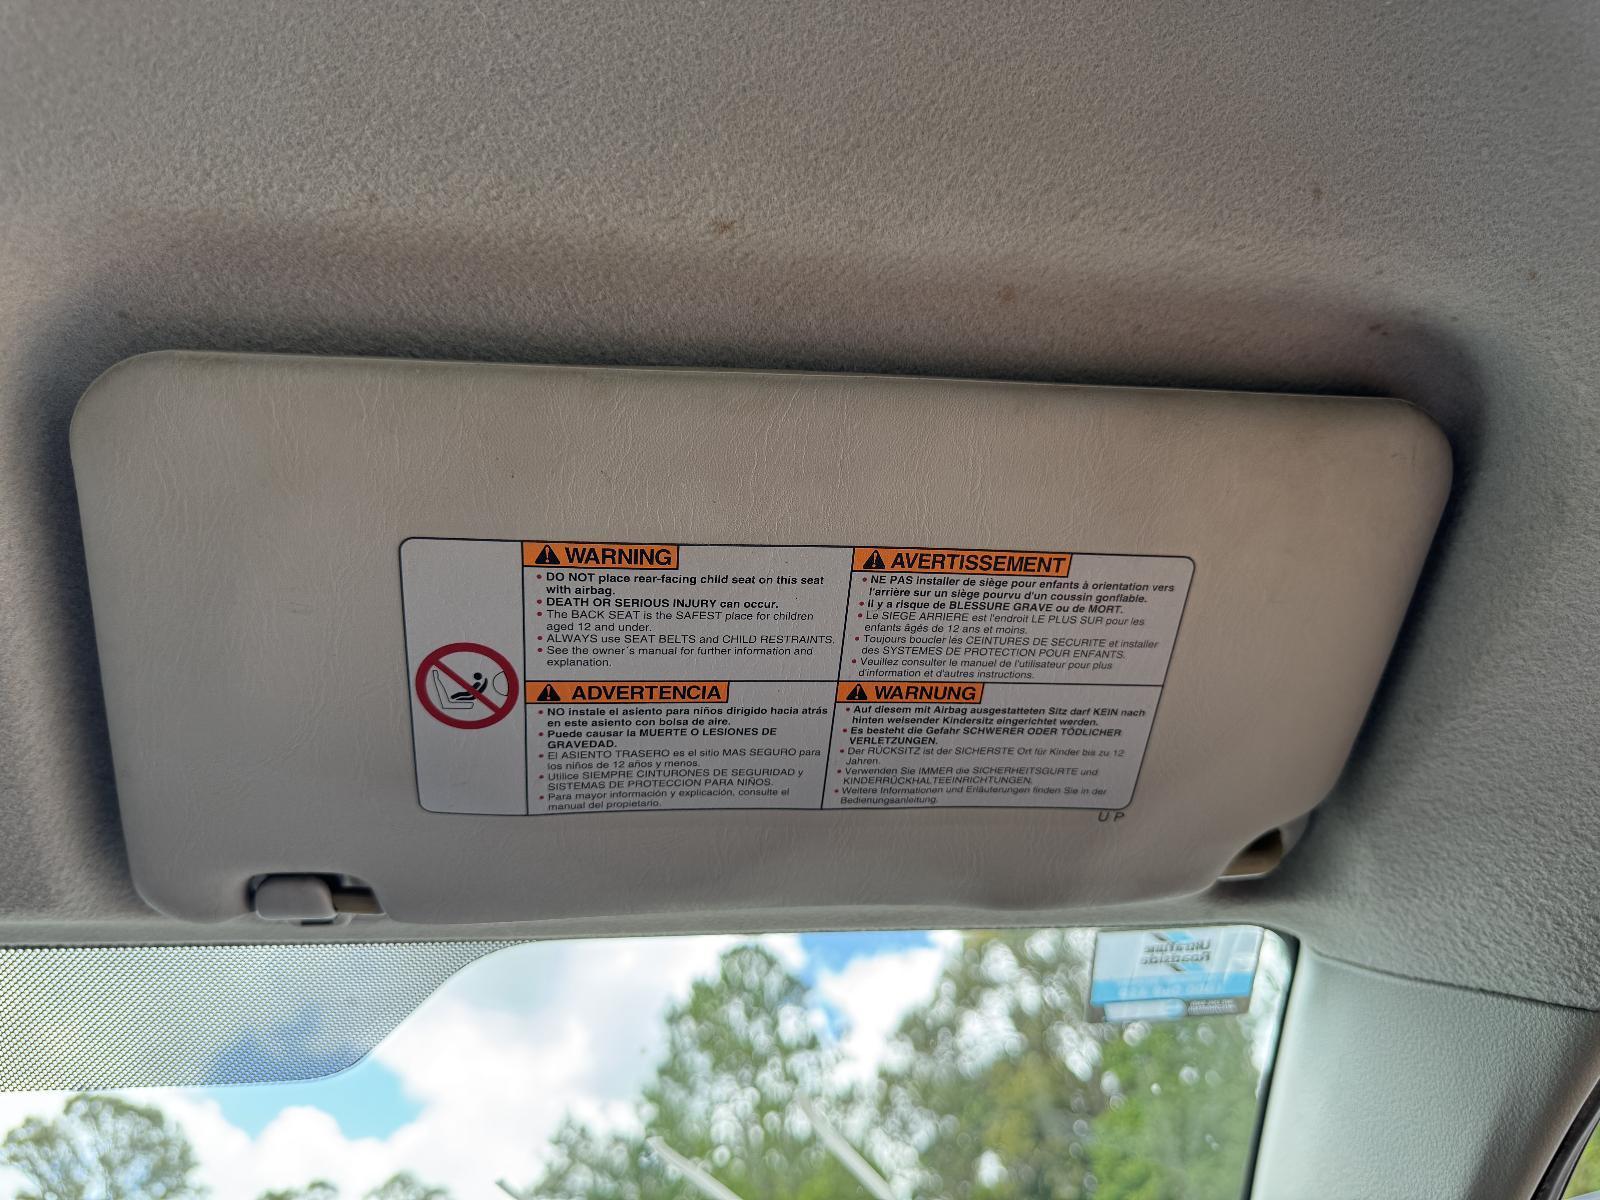 WARNING
• DO NOT place rear-facing child seat on this seat
with airbag.
• DEATH OR SERIOUS INJURY can occur.
• The BACK SEAT is the SAFEST place for children
aged 12 and under.
• ALWAYS use SEAT BELTS and CHILD RESTRAINTS.
• See the owner's manual for further information and
explanation.
AVERTISSEMENT
• NE PAS installer de siège pour enfants à orientation vers
l'arrière sur un siège pourvu d'un coussin gonflable.
• Il y a risque de BLESSURE GRAVE ou de MORT.
• Le SIEGE ARRIERE est l'endroit LE PLUS SUR pour les
enfants âgés de 12 ans et moins.
• Toujours boucler les CEINTURES DE SECURITE et installer
des SYSTEMES DE PROTECTION POUR ENFANTS.
• Veuillez consulter le manuel de l'utilisateur pour plus
d'information et d'autres instructions.
ADVERTENCIA
• NO instale el asiento para niños dirigido hacia atrás
en este asiento con bolsa de aire.
• Puede causar la MUERTE O LESIONES DE
GRAVEDAD.
• El ASIENTO TRASERO es el sitio MAS SEGURO para
los niños de 12 años y menos.
• Utilice SIEMPRE CINTURONES DE SEGURIDAD y
SISTEMAS DE PROTECCION PARA NIÑOS.
• Para mayor información y explicación, consulte el
manual del propietario.
WARNUNG
• Auf diesem mit Airbag ausgestatteten Sitz darf KEIN nach
hinten weisender Kindersitz eingerichtet werden.
• Es besteht die Gefahr SCHWERER ODER TÖDLICHER
VERLETZUNGEN.
• Der RÜCKSITZ ist der SICHERSTE Ort für Kinder bis zu 12
Jahren.
• Verwenden Sie IMMER die SICHERHEITSGURTE und
KINDERRÜCKHALTEEINRICHTUNGEN.
• Weitere Informationen und Erläuterungen finden Sie in der
Bedienungsanleitung.
UP
Ultratune
Roadside